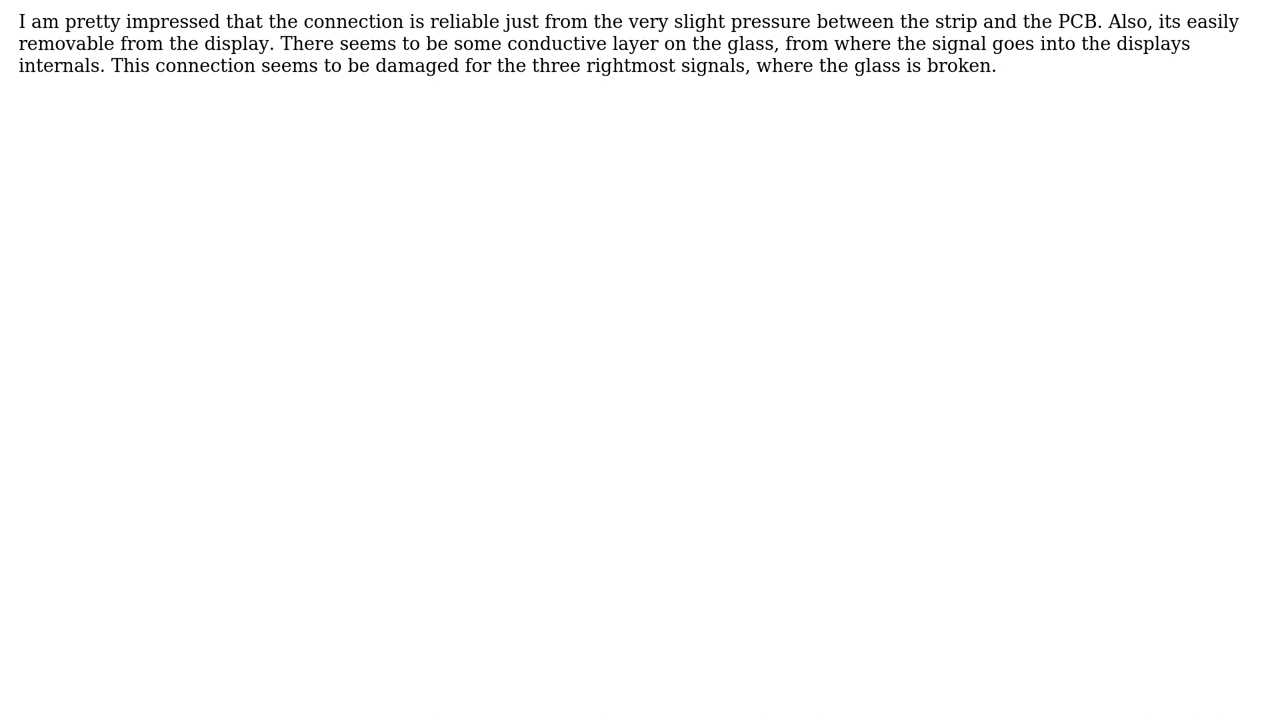 I am pretty impressed that the connection is reliable just from the very slight pressure between the strip and the PCB. Also, its easily
removable from the display. There seems to be some conductive layer on the glass, from where the signal goes into the displays
internals. This connection seems to be damaged for the three rightmost signals, where the glass is broken.